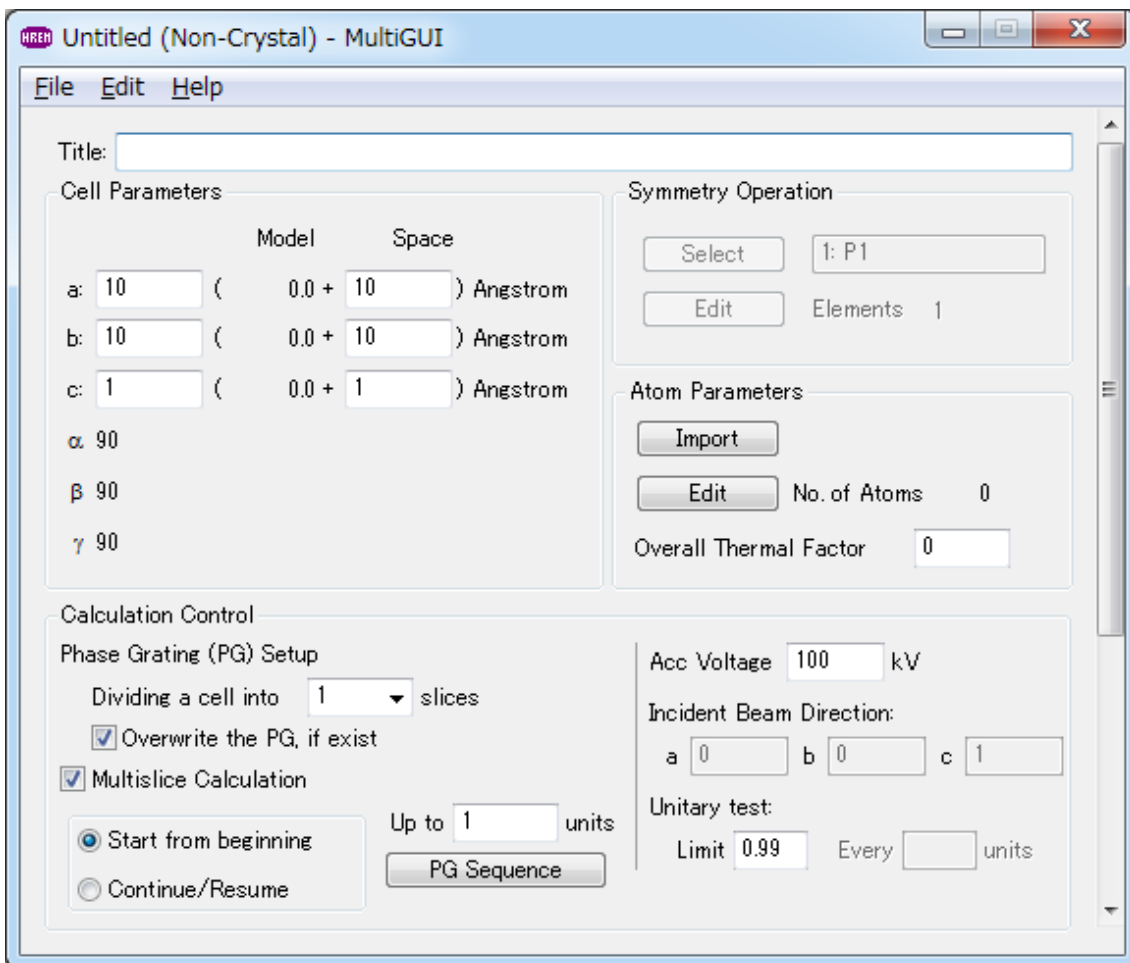 HREM Untitled (Non-Crystal) - MultiGUI
File Edit Help
Title:
Cell Parameters
Model Space
a: 10 ( 0.0 + 10 ) Angstrom
b: 10 ( 0.0 + 10 ) Angstrom
c: 1 ( 0.0 + 1 ) Angstrom
α 90
β 90
γ 90
Symmetry Operation
Select 1: P1
Edit Elements 1
Atom Parameters
Import
Edit No. of Atoms 0
Overall Thermal Factor 0
Calculation Control
Phase Grating (PG) Setup
Dividing a cell into 1 slices
Overwrite the PG, if exist
Multislice Calculation
Start from beginning
Continue/Resume
Up to 1 units
PG Sequence
Acc Voltage 100 kV
Incident Beam Direction:
a 0 b 0 c 1
Unitary test:
Limit 0.99 Every units